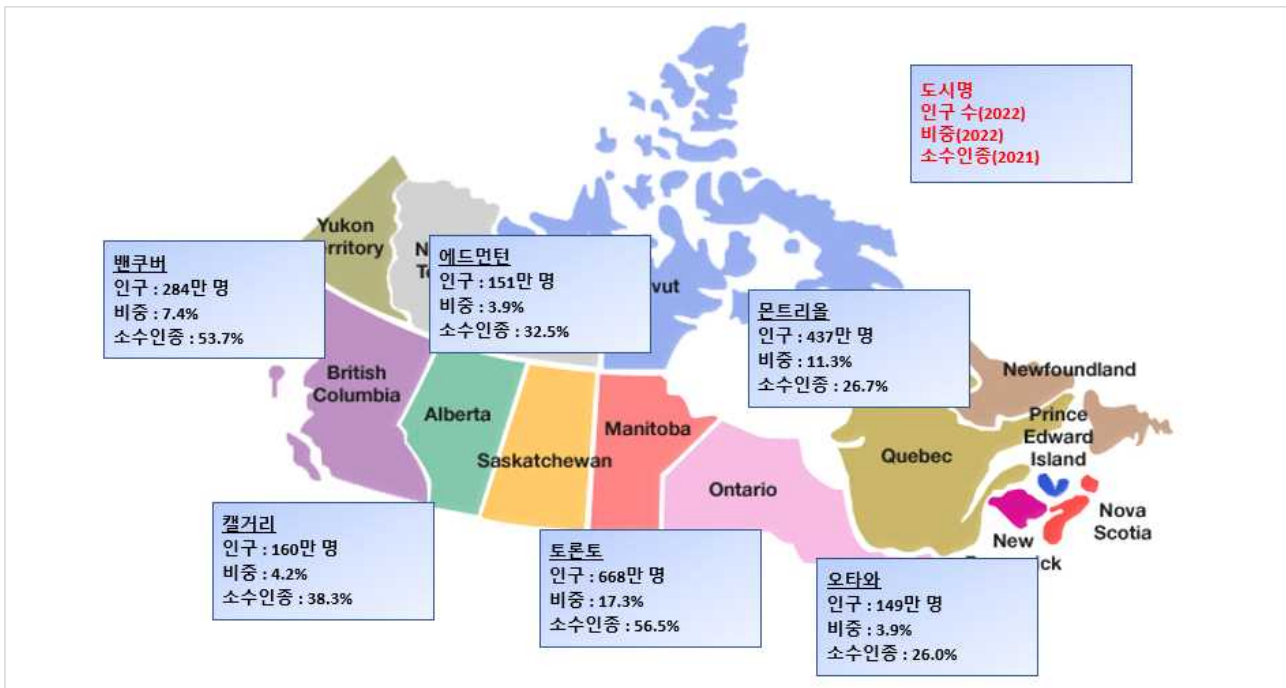 도시명
인구 수(2022)
비중(2022)
소수인종(2021)
Yukon
erritory
밴쿠버
인구 : 284만 명
비중 : 7.4%
소수인종 : 53.7%
에드먼턴
인구 : 151만 명
비중 : 3.9%
소수인종 : 32.5%
vut
몬트리올
인구 : 437만 명
비중 : 11.3%
소수인종 : 26.7%
British
Columbia
Alberta
Saskatchewan
Manitoba
Ontario
Quebec
Newfoundland
Prince
Edward
Island
Nova
Scotia
New
ick
캘거리
인구 : 160만 명
비중 : 4.2%
소수인종 : 38.3%
토론토
인구 : 668만 명
비중 : 17.3%
소수인종 : 56.5%
오타와
인구 : 149만 명
비중 : 3.9%
소수인종 : 26.0%